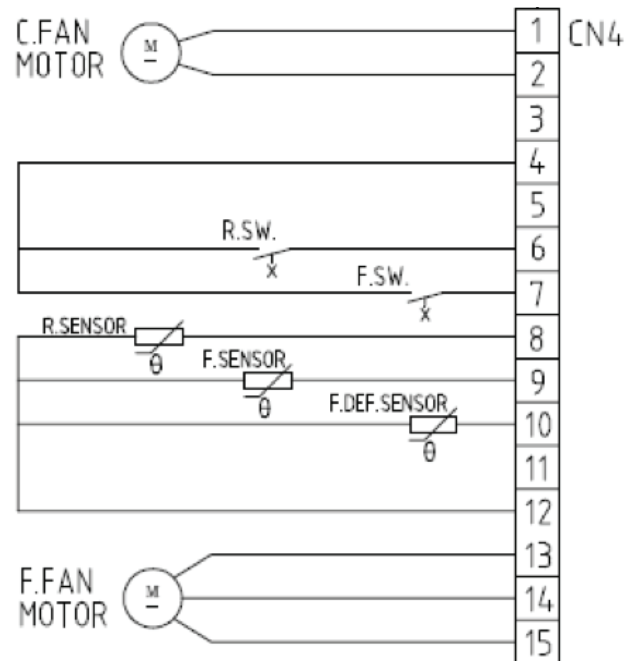 C.FAN
MOTOR
M
1
CN4
2
3
4
5
R.SW.
6
X
F.SW.
7
X
R.SENSOR
8
θ
F.SENSOR
9
θ
F.DEF.SENSOR
10
θ
11
12
13
F.FAN
MOTOR
M
14
15